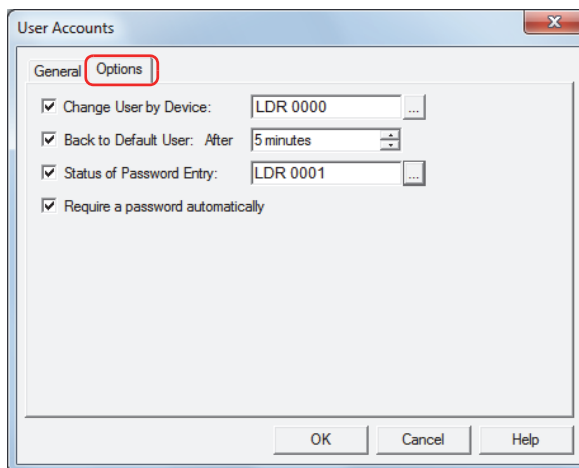 User Accounts
General Options
Change User by Device: LDR 0000 ...
Back to Default User: After 5 minutes
Status of Password Entry: LDR 0001 ...
Require a password automatically
OK Cancel Help